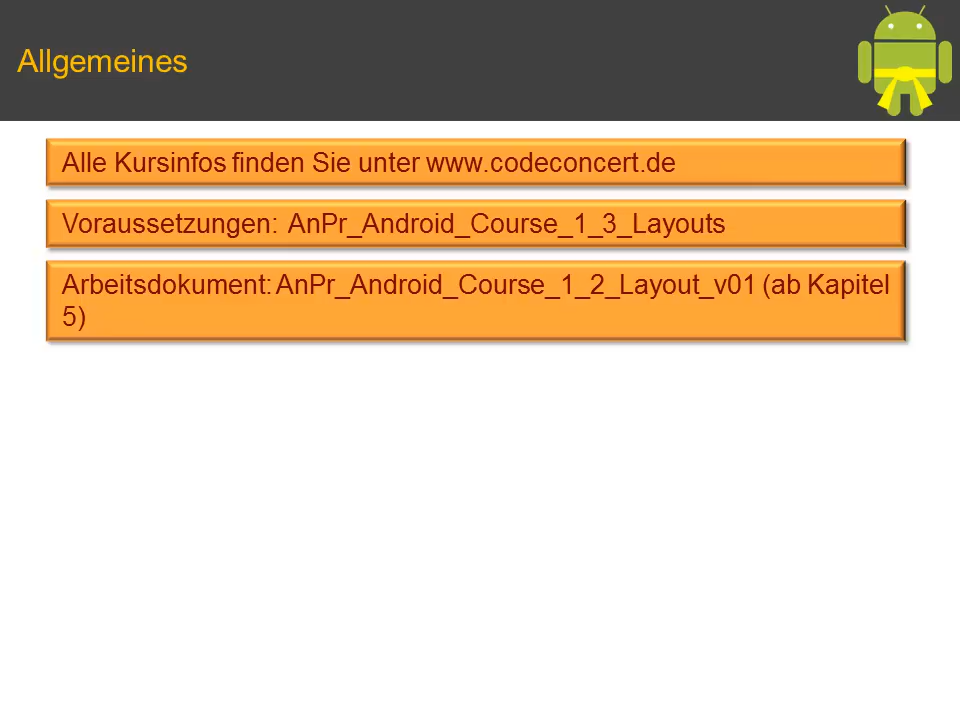 Allgemeines
Alle Kursinfos finden Sie unter www.codeconcert.de
Voraussetzungen: AnPr_Android_Course_1_3_Layouts
Arbeitsdokument: AnPr_Android_Course_1_2_Layout_v01 (ab Kapitel
5)